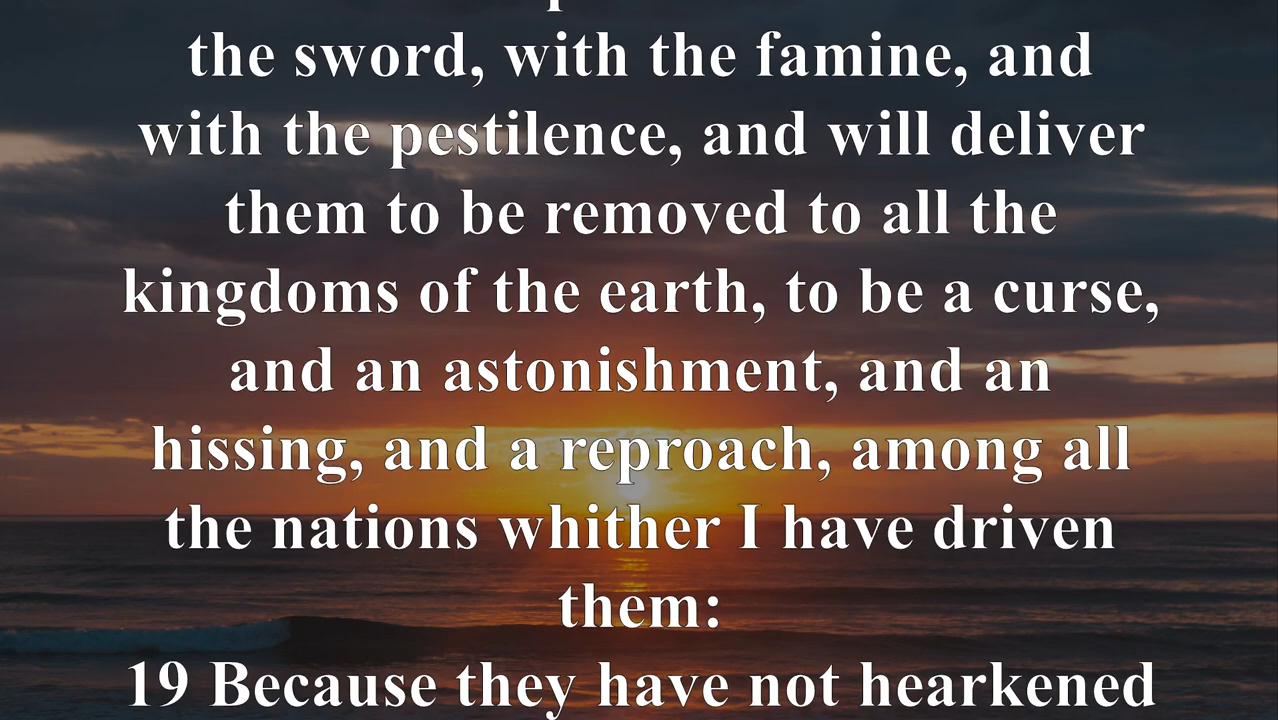 the sword, with the famine, and
with the pestilence, and will deliver
them to be removed to all the
kingdoms of the earth, to be a curse,
and an astonishment, and an
hissing, and a reproach, among all
the nations whither I have driven
them:
19 Because they have not hearkened